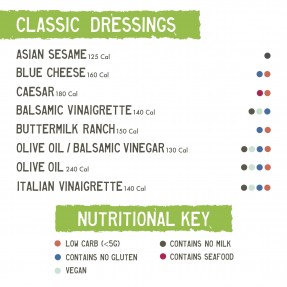 CLASSIC DRESSINGS
ASIAN SESAME 125 Cal
BLUE CHEESE 160 Cal
CAESAR 180 Cal
BALSAMIC VINAIGRETTE 140 Cal
BUTTERMILK RANCH 150 Cal
OLIVE OIL / BALSAMIC VINEGAR 130 Cal
OLIVE OIL 240 Cal
ITALIAN VINAIGRETTE 140 Cal
NUTRITIONAL KEY
LOW CARB (<5G) CONTAINS NO MILK
CONTAINS NO GLUTEN CONTAINS SEAFOOD
VEGAN